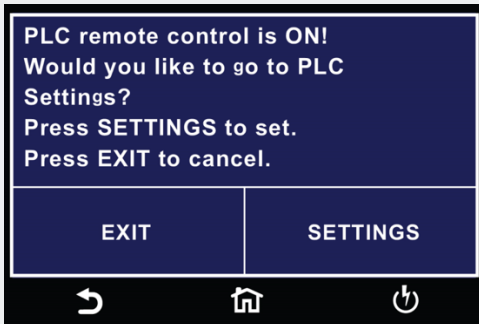 PLC remote control is ON!
Would you like to go to PLC
Settings?
Press SETTINGS to set.
Press EXIT to cancel.
EXIT
SETTINGS